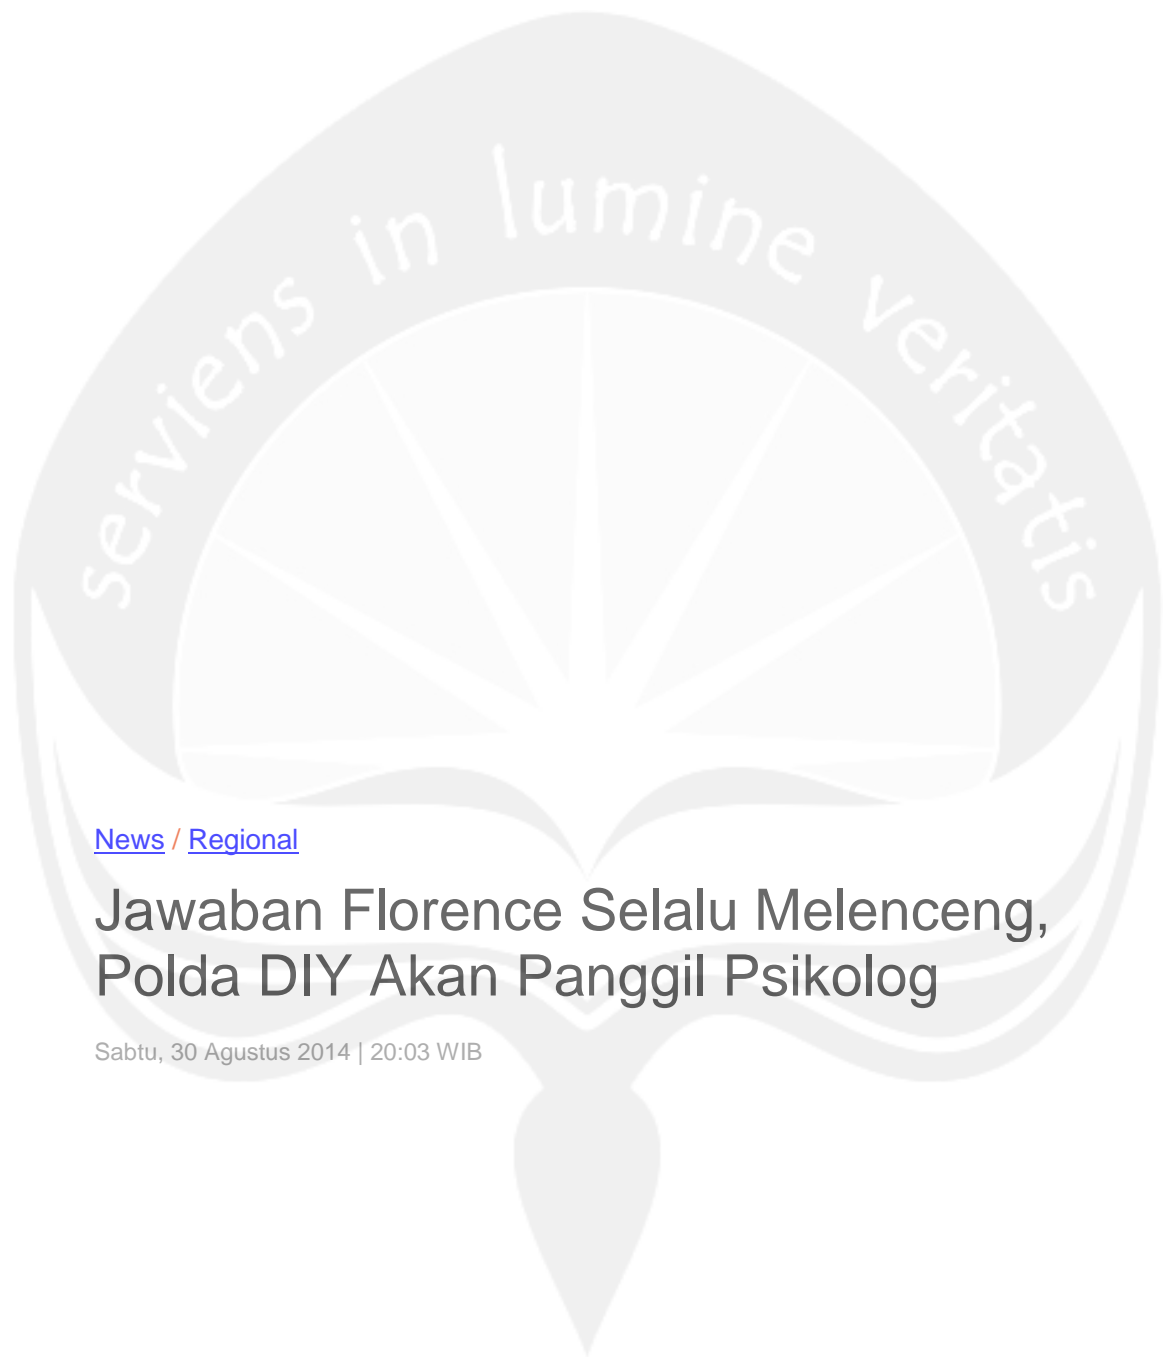 serviens in lumine veritatis
News / Regional
Jawaban Florence Selalu Melenceng,
Polda DIY Akan Panggil Psikolog
Sabtu, 30 Agustus 2014 | 20:03 WIB